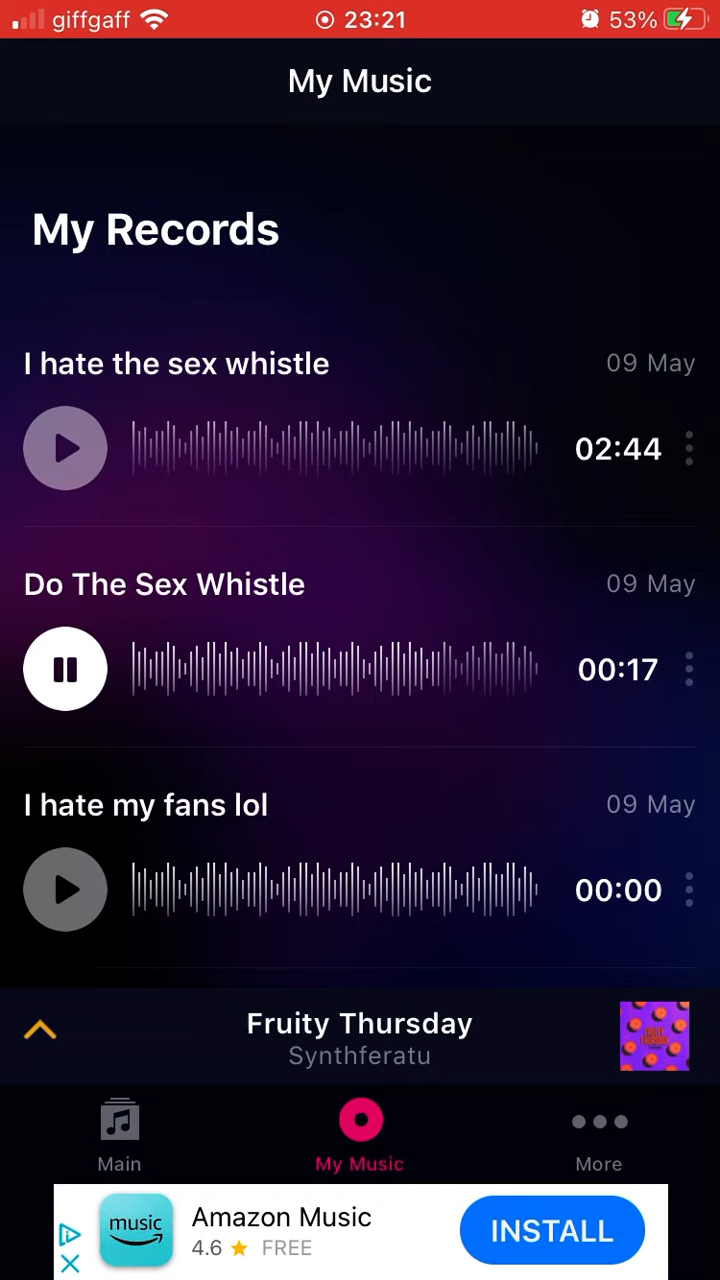 giffgaff 23:21 53%
My Music
My Records
I hate the sex whistle 09 May
02:44
Do The Sex Whistle 09 May
00:17
I hate my fans lol 09 May
00:00
Fruity Thursday
Synthferatu
FRUITY
THURSDAY
Main My Music More
music
Amazon Music
4.6 FREE
INSTALL